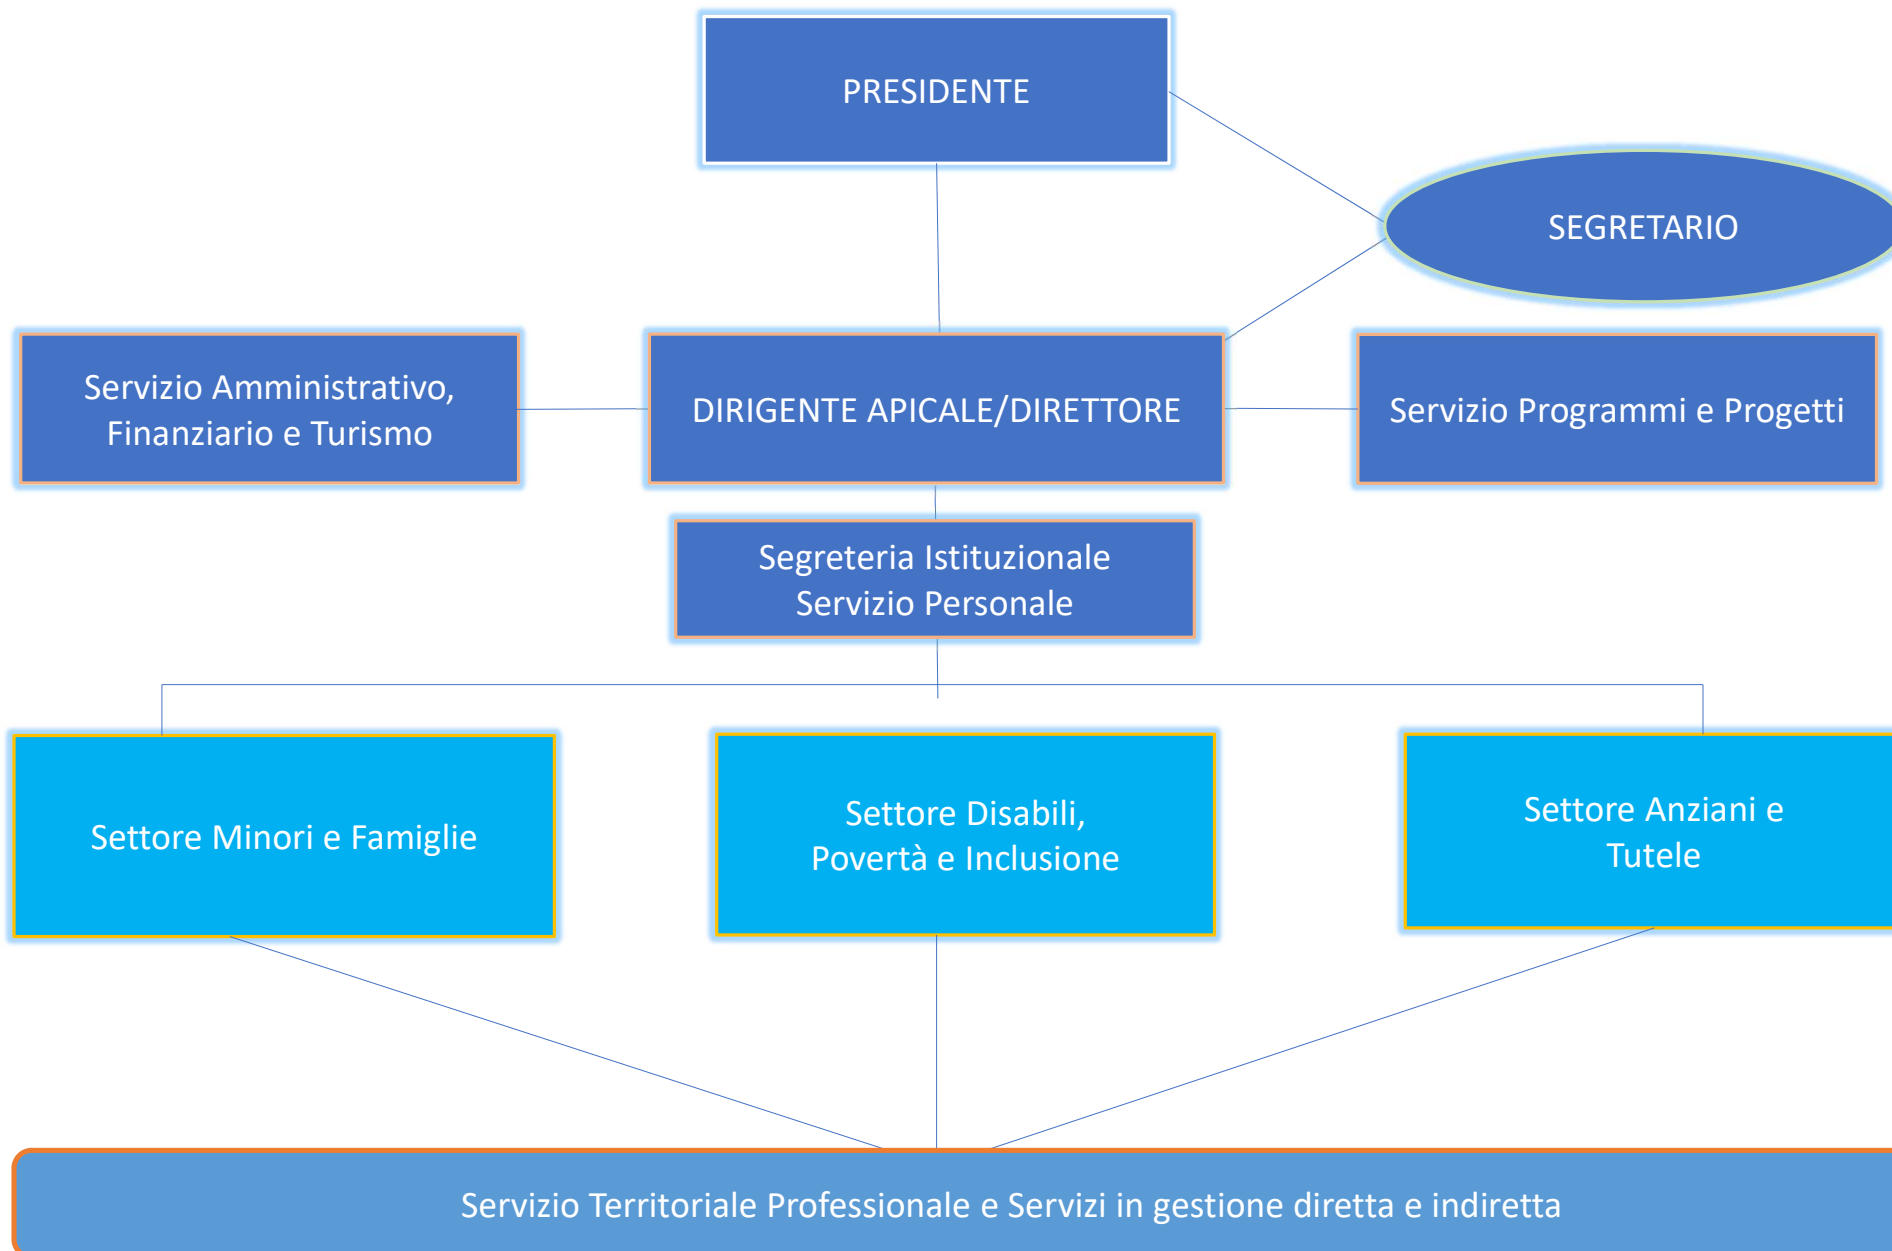 PRESIDENTE
SEGRETARIO
Servizio Amministrativo,
Finanziario e Turismo
DIRIGENTE APICALE/DIRETTORE
Servizio Programmi e Progetti
Segreteria Istituzionale
Servizio Personale
Settore Minori e Famiglie
Settore Disabili,
Povertà e Inclusione
Settore Anziani e
Tutele
Servizio Territoriale Professionale e Servizi in gestione diretta e indiretta